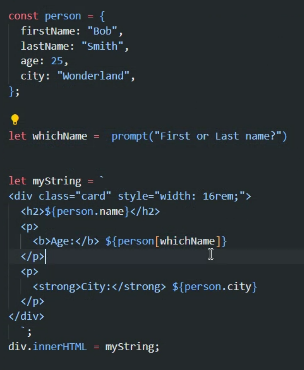 const person = {
  firstName: "Bob",
  lastName: "Smith",
  age: 25,
  city: "Wonderland",
};
let whichName =  prompt("First or Last name?")
let myString = `
<div class="card" style="width: 16rem;">
  <h2>${person.name}</h2>
  <p>
    <b>Age:</b> ${person[whichName]}
  </p>
  <p>
    <strong>City:</strong> ${person.city}
  </p>
</div>
  `;
div.innerHTML = myString;